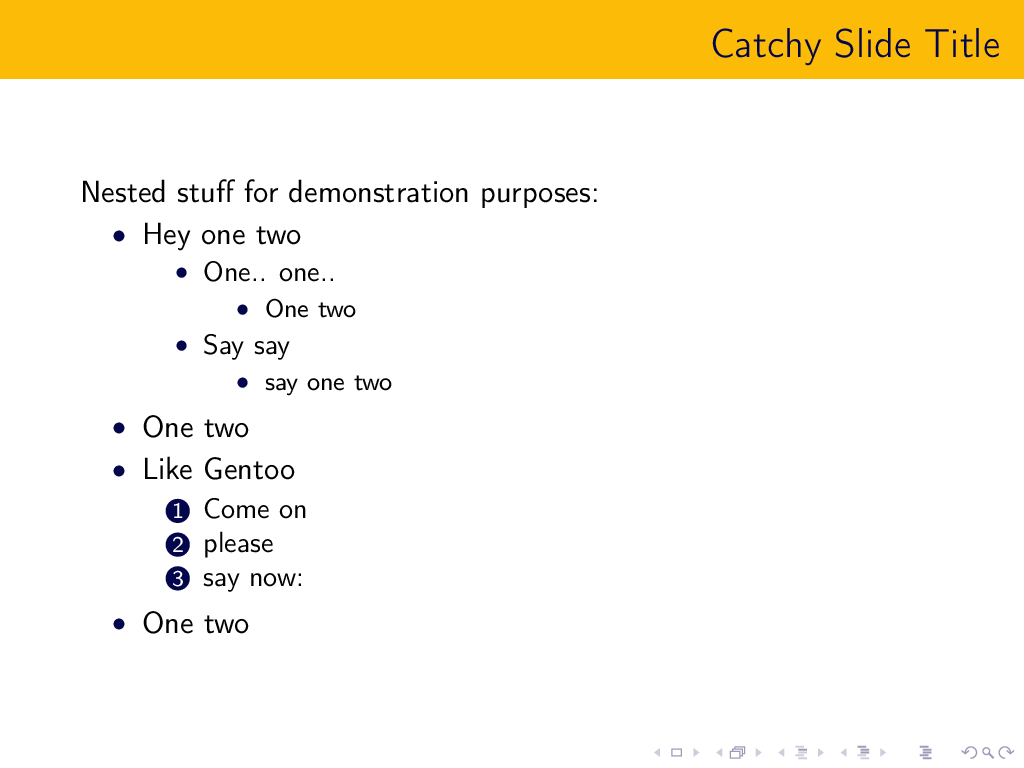 Catchy Slide Title
Nested stuff for demonstration purposes:
• Hey one two
• One.. one..
• One two
• Say say
• say one two
• One two
• Like Gentoo
1 Come on
2 please
3 say now:
• One two